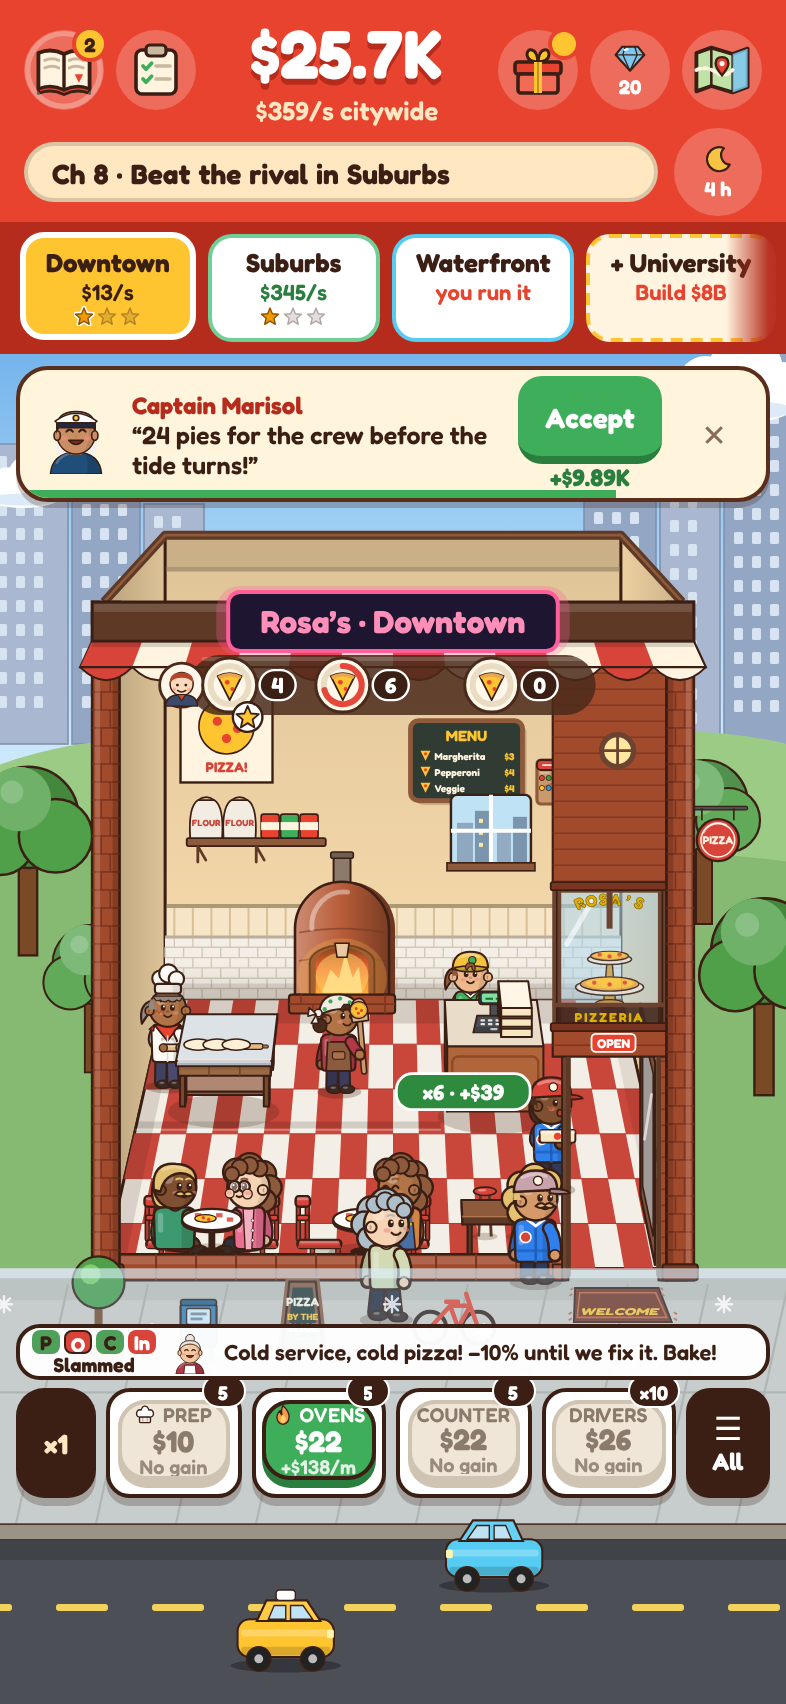 2
$25.7K
$359/s citywide
20
Ch 8 · Beat the rival in Suburbs
4 h
Downtown
$13/s
Suburbs
$345/s
Waterfront
you run it
+ University
Build $8B
Captain Marisol
“24 pies for the crew before the
tide turns!”
Accept
+$9.89K
Rosa's · Downtown
4
6
0
PIZZA!
MENU
Margherita $3
Pepperoni $4
Veggie $4
FLOUR
FLOUR
PIZZA
ROSA'S
PIZZERIA
OPEN
x6 · +$39
PIZZA
BY THE
WELCOME
P O C In
Slammed
Cold service, cold pizza! −10% until we fix it. Bake!
x1
5
PREP
$10
No gain
5
OVENS
$22
+$138/m
5
COUNTER
$22
No gain
x10
DRIVERS
$26
No gain
All